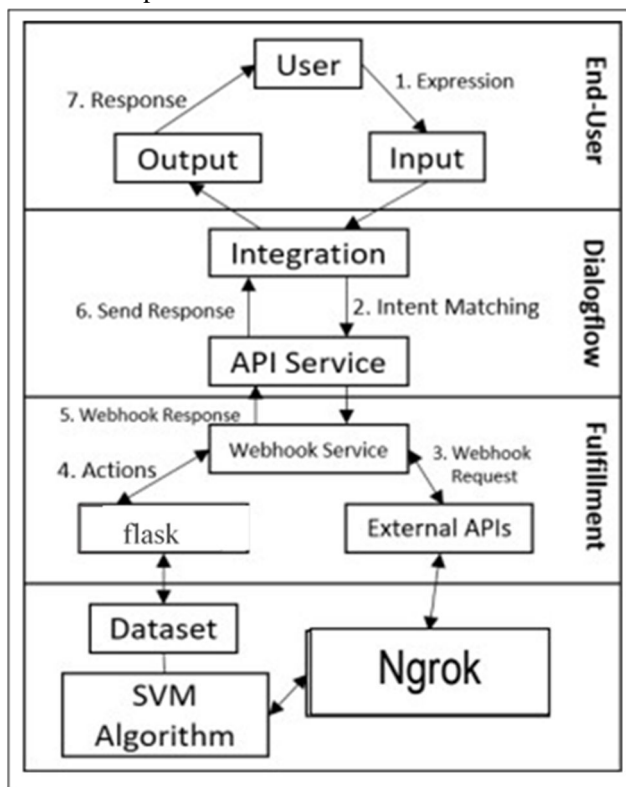 User
1. Expression
7. Response
Output
Input
End-User
Integration
6. Send Response
2. Intent Matching
API Service
Dialogflow
5. Webhook Response
Webhook Service
3. Webhook
Request
4. Actions
flask
External APIs
Fulfillment
Dataset
Ngrok
SVM
Algorithm